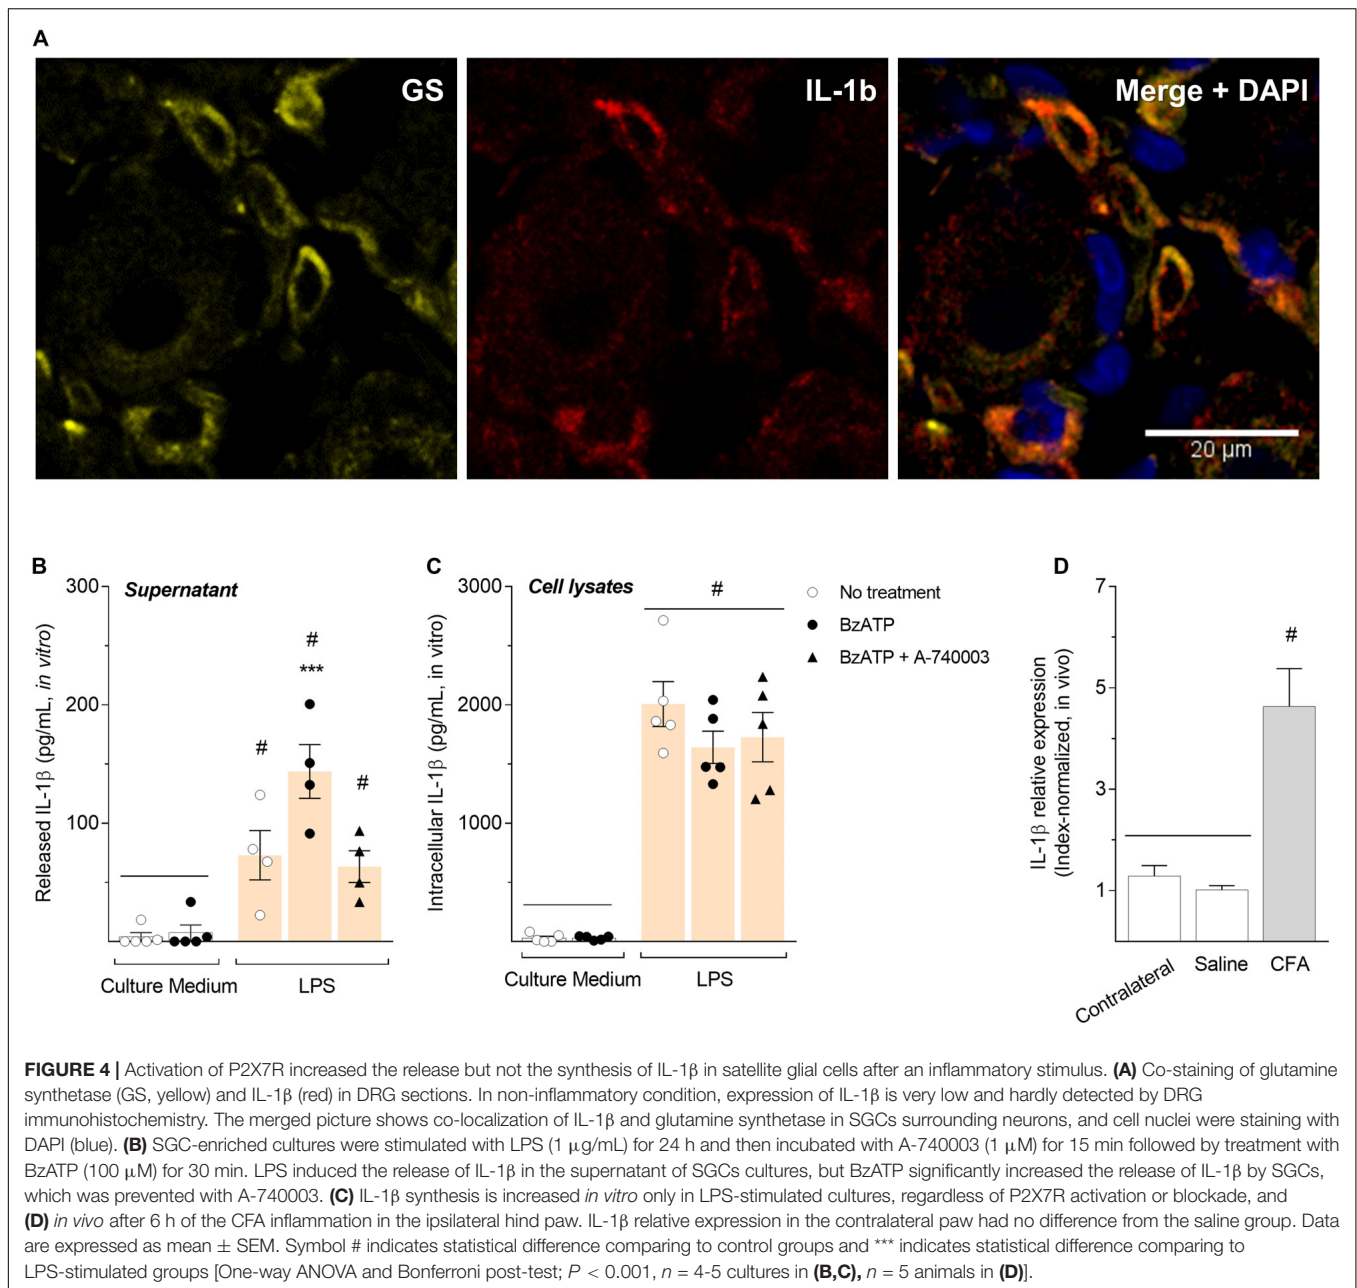 A
GS
IL-1b
Merge + DAPI
20 µm
B
Supernatant
Released IL-1β (pg/mL, in vitro)
300
200
100
#
#
***
#
Culture Medium
LPS
C
Cell lysates
Intracellular IL-1β (pg/mL, in vitro)
3000
2000
1000
#
Culture Medium
LPS
No treatment
BzATP
BzATP + A-740003
D
IL-1β relative expression
(Index-normalized, in vivo)
7
5
3
1
#
Contralateral
Saline
CFA
FIGURE 4 | Activation of P2X7R increased the release but not the synthesis of IL-1β in satellite glial cells after an inflammatory stimulus. (A) Co-staining of glutamine
synthetase (GS, yellow) and IL-1β (red) in DRG sections. In non-inflammatory condition, expression of IL-1β is very low and hardly detected by DRG
immunohistochemistry. The merged picture shows co-localization of IL-1β and glutamine synthetase in SGCs surrounding neurons, and cell nuclei were staining with
DAPI (blue). (B) SGC-enriched cultures were stimulated with LPS (1 µg/mL) for 24 h and then incubated with A-740003 (1 µM) for 15 min followed by treatment with
BzATP (100 µM) for 30 min. LPS induced the release of IL-1β in the supernatant of SGCs cultures, but BzATP significantly increased the release of IL-1β by SGCs,
which was prevented with A-740003. (C) IL-1β synthesis is increased in vitro only in LPS-stimulated cultures, regardless of P2X7R activation or blockade, and
(D) in vivo after 6 h of the CFA inflammation in the ipsilateral hind paw. IL-1β relative expression in the contralateral paw had no difference from the saline group. Data
are expressed as mean ± SEM. Symbol # indicates statistical difference comparing to control groups and *** indicates statistical difference comparing to
LPS-stimulated groups [One-way ANOVA and Bonferroni post-test; P < 0.001, n = 4-5 cultures in (B,C), n = 5 animals in (D)].